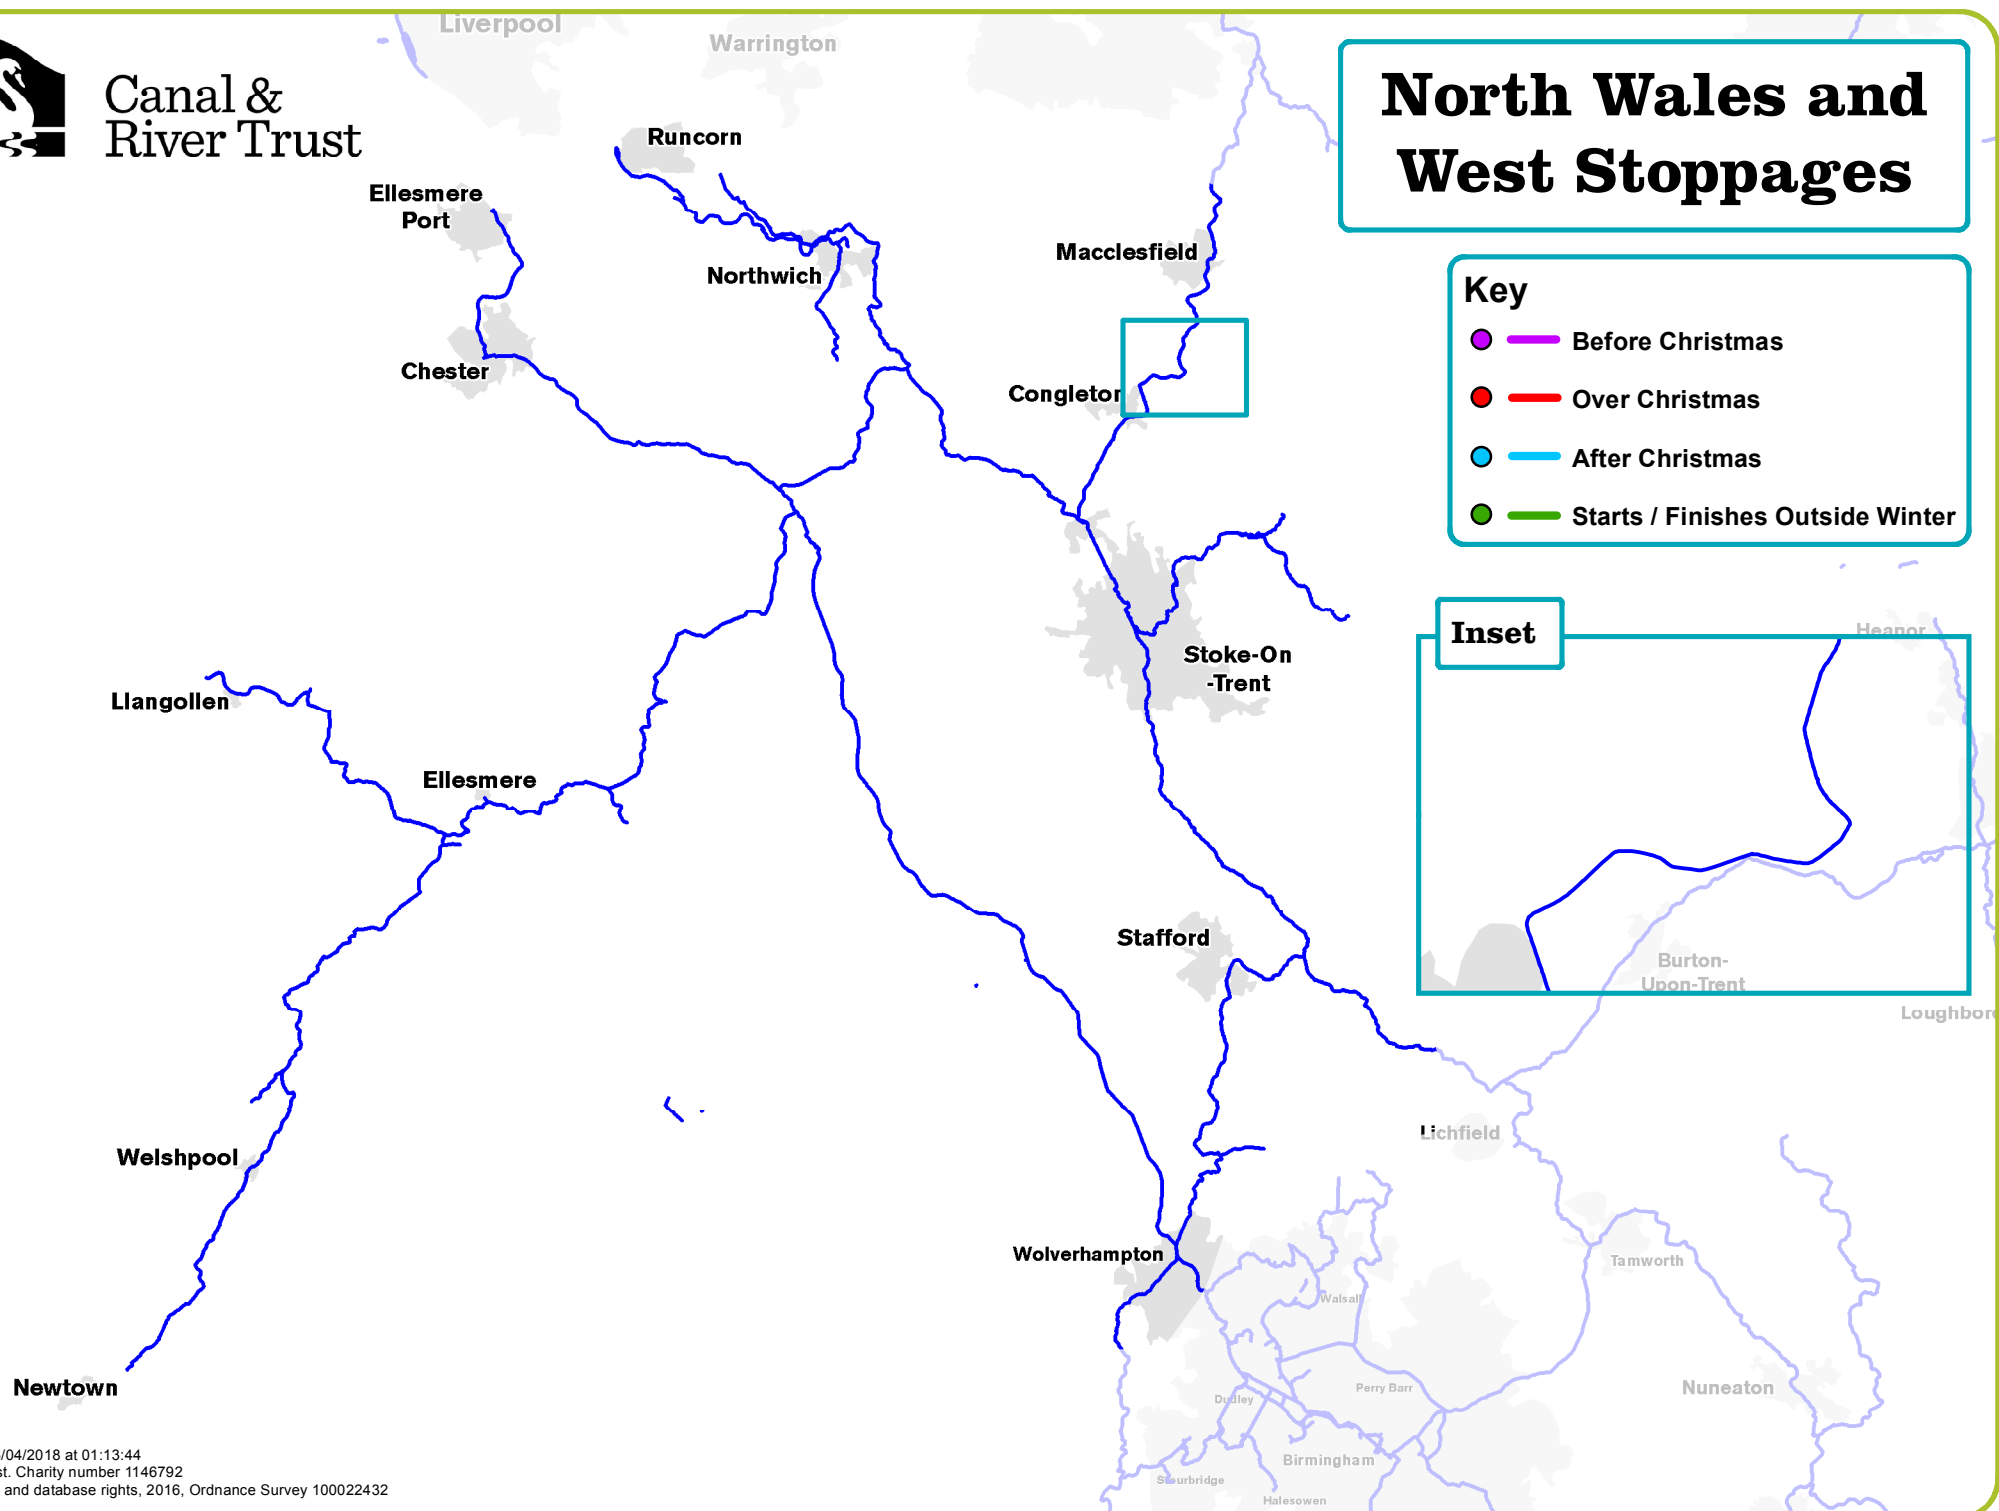 Liverpool
Warrington
Canal &
River Trust
North Wales and
West Stoppages
Runcorn
Ellesmere
Port
Macclesfield
Northwich
Key
Before Christmas
Over Christmas
After Christmas
Starts / Finishes Outside Winter
Chester
Congleton
Inset
Heanor
Stoke-On
-Trent
Llangollen
Ellesmere
Stafford
Burton-
Upon-Trent
Loughbor
Lichfield
Welshpool
Wolverhampton
Tamworth
Walsall
Newtown
Dudley
Perry Barr
Nuneaton
Birmingham
Stourbridge
Halesowen
/04/2018 at 01:13:44
st. Charity number 1146792
and database rights, 2016, Ordnance Survey 100022432